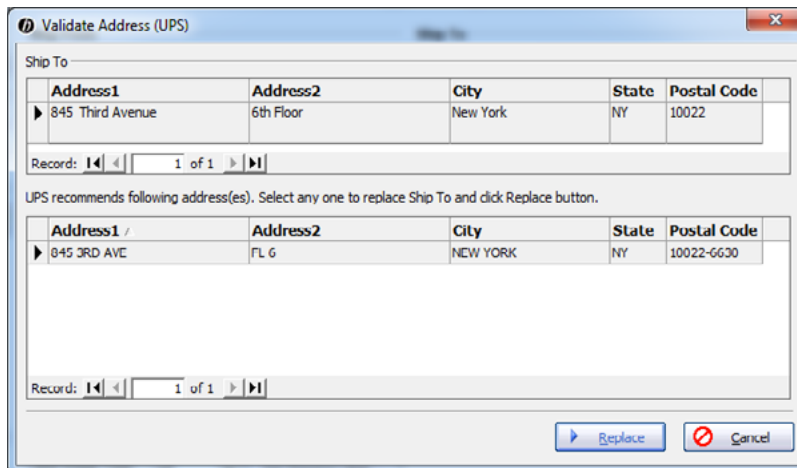 Validate Address (UPS)
Ship To
Address1 Address2 City State Postal Code
845 Third Avenue 6th Floor New York NY 10022
Record: 1 of 1
UPS recommends following address(es). Select any one to replace Ship To and click Replace button.
Address1 Address2 City State Postal Code
845 3RD AVE FL 6 NEW YORK NY 10022-6630
Record: 1 of 1
Replace Cancel